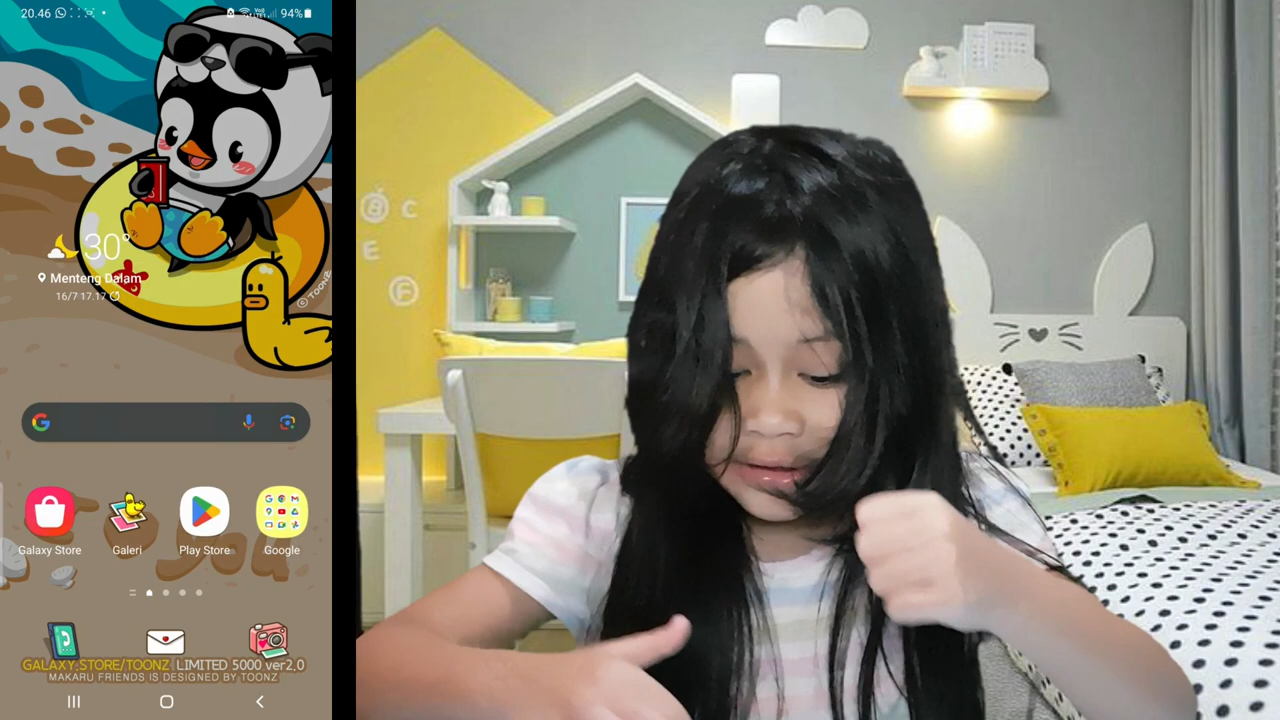 20.46
94%
© TOONZ
30°
Menteng Dalam
16/7 17.17
Galaxy Store
Galeri
Play Store
Google
GALAXY STORE/TOONZ LIMITED 5000 ver2,0
MAKARU FRIENDS IS DESIGNED BY TOONZ
B C
E
F